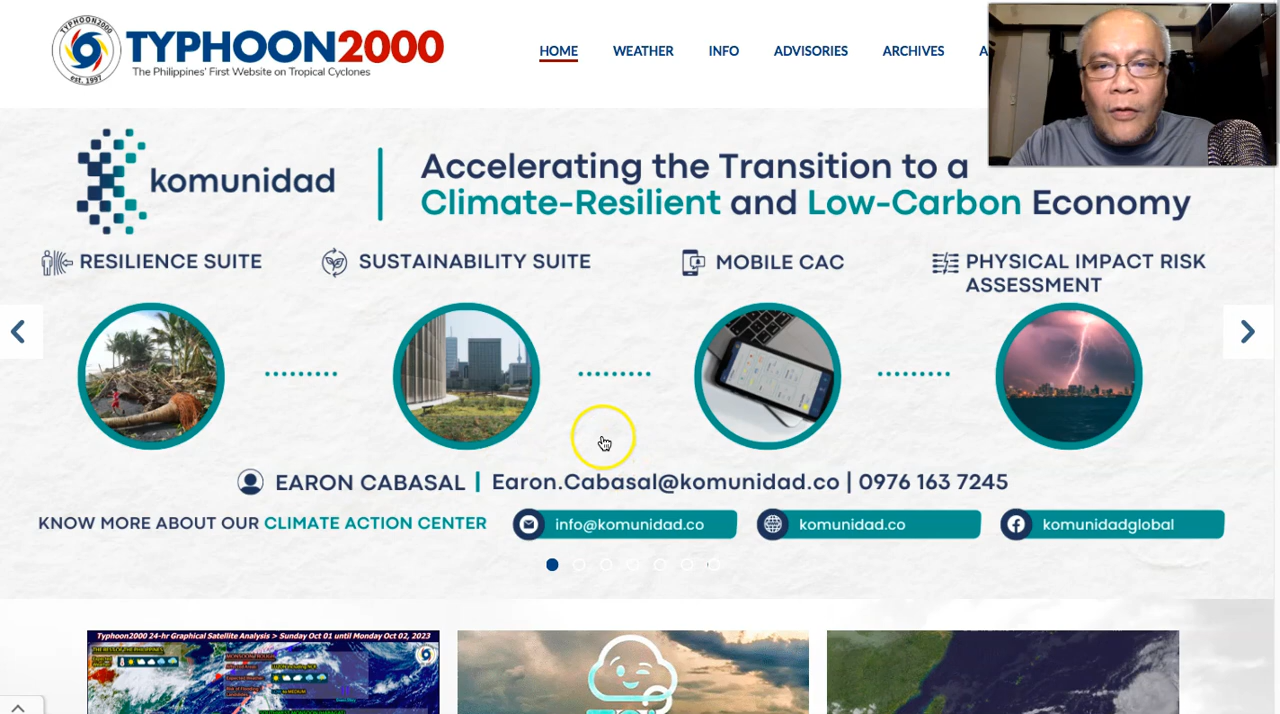 TYPHOON2000
est. 1997
TYPHOON2000
The Philippines' First Website on Tropical Cyclones
HOME
WEATHER
INFO
ADVISORIES
ARCHIVES
A
komunidad
Accelerating the Transition to a
Climate-Resilient and Low-Carbon Economy
RESILIENCE SUITE
SUSTAINABILITY SUITE
MOBILE CAC
PHYSICAL IMPACT RISK
ASSESSMENT
EARON CABASAL | Earon.Cabasal@komunidad.co | 0976 163 7245
KNOW MORE ABOUT OUR CLIMATE ACTION CENTER
info@komunidad.co
komunidad.co
komunidadglobal
Typhoon2000 24-hr Graphical Satellite Analysis > Sunday Oct 01 until Monday Oct 02, 2023